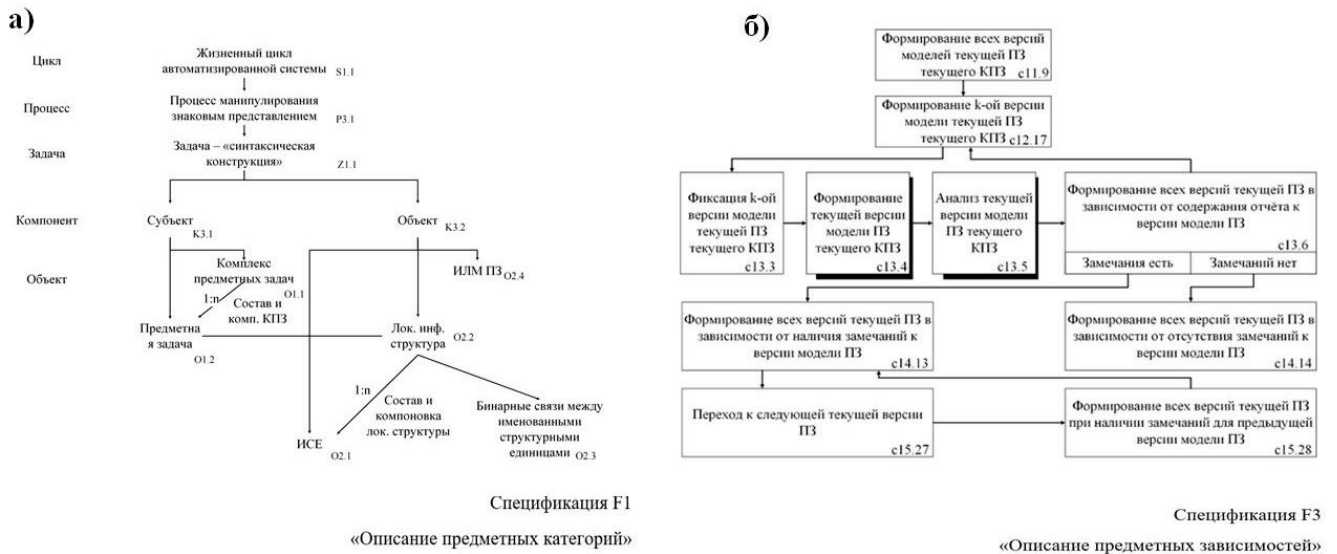 а)
Цикл
Жизненный цикл
автоматизированной системы
S1.1
Процесс
Процесс манипулирования
знаковым представлением
P3.1
Задача
Задача – «синтаксическая
конструкция»
Z1.1
Компонент
Субъект
K3.1
Объект
K3.2
Объект
Комплекс
предметных задач
O1.1
ИЛМ ПЗ
O2.4
1:n
Состав и
комп. КПЗ
Предметна
я задача
O1.2
Лок. инф.
структура
O2.2
1:n
Состав и
компоновка
лок. структуры
ИСЕ
O2.1
Бинарные связи между
именованными
структурными
единицами
O2.3
Спецификация F1
«Описание предметных категорий»
б)
Формирование всех версий
моделей текущей ПЗ
текущего КПЗ
c11.9
Формирование k-ой версии
модели текущей ПЗ
текущего КПЗ
c12.17
Фиксация k-ой
версии модели
текущей ПЗ
текущего КПЗ
c13.3
Формирование
текущей версии
модели ПЗ
текущего КПЗ
c13.4
Анализ текущей
версии модели
ПЗ текущего
КПЗ
c13.5
Формирование всех версий текущей ПЗ в
зависимости от содержания отчёта к
версии модели ПЗ
c13.6
Замечания есть
Замечаний нет
Формирование всех версий текущей ПЗ в
зависимости от наличия замечаний к
версии модели ПЗ
c14.13
Формирование всех версий текущей ПЗ в
зависимости от отсутствия замечаний к
версии модели ПЗ
c14.14
Переход к следующей текущей версии
ПЗ
c15.27
Формирование всех версий текущей ПЗ
при наличии замечаний для предыдущей
версии модели ПЗ
c15.28
Спецификация F3
«Описание предметных зависимостей»